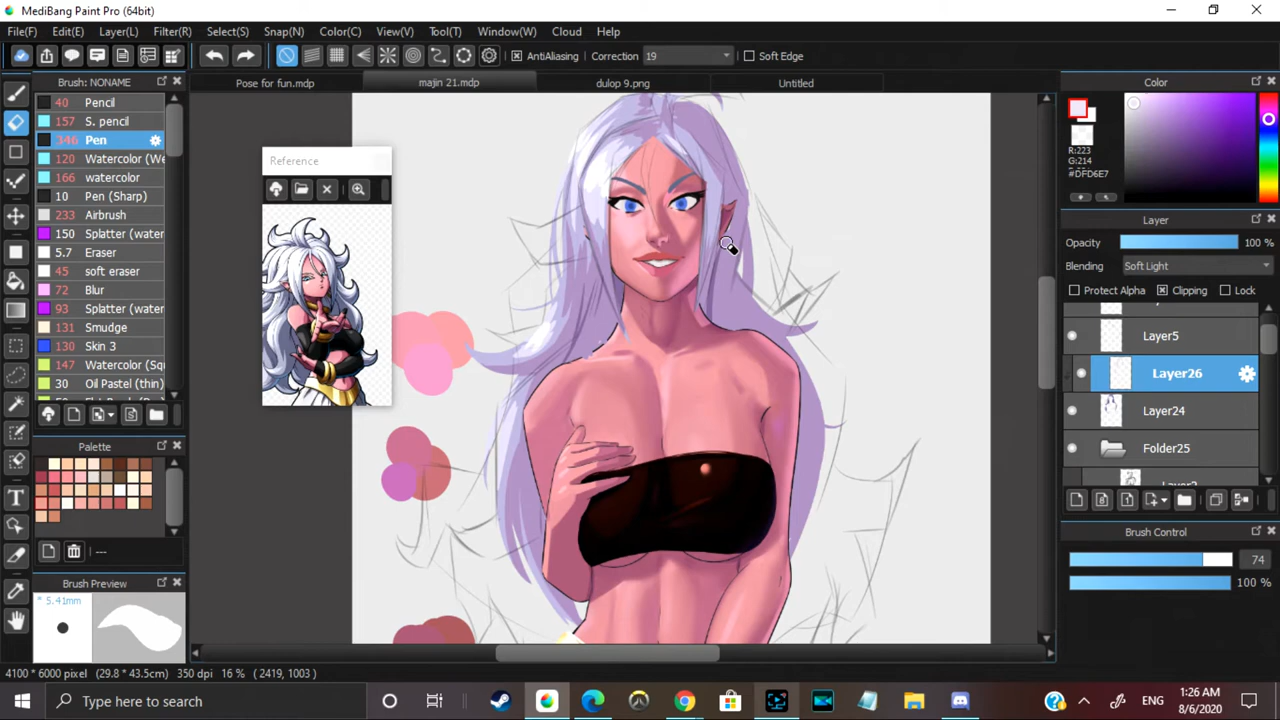 MediBang Paint Pro (64bit)
File(F) Edit(E) Layer(L) Filter(R) Select(S) Snap(N) Color(C) View(V) Tool(T) Window(W) Cloud Help
AntiAliasing Correction 19 Soft Edge
Brush: NONAME
Pose for fun.mdp majin 21.mdp dulop 9.png Untitled
Color
40 Pencil
157 S. pencil
346 Pen
120 Watercolor (We
166 watercolor
10 Pen (Sharp)
233 Airbrush
150 Splatter (water
5.7 Eraser
45 soft eraser
72 Blur
93 Splatter (water
131 Smudge
130 Skin 3
147 Watercolor (Squ
30 Oil Pastel (thin)
Reference
R:223
G:214
#DFD6E7
Layer
Opacity 100 %
Blending Soft Light
Protect Alpha Clipping Lock
Layer5
Layer26
Layer24
Folder25
Palette
---
Brush Control
74
100 %
Brush Preview
* 5.41mm
4100 * 6000 pixel (29.8 * 43.5cm) 350 dpi 16 % ( 2419, 1003 )
Type here to search
ENG
1:26 AM
8/6/2020